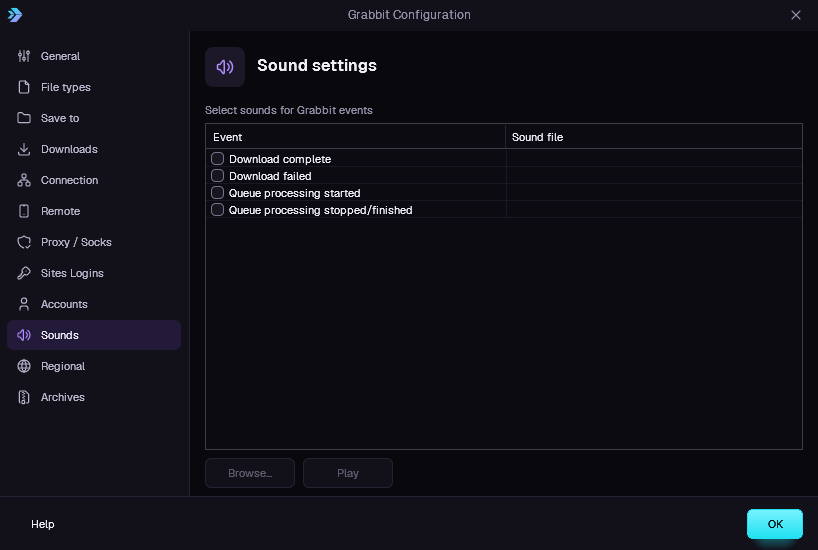 Grabbit Configuration
General
File types
Save to
Downloads
Connection
Remote
Proxy / Socks
Sites Logins
Accounts
Sounds
Regional
Archives
Sound settings
Select sounds for Grabbit events
Event Sound file
Download complete
Download failed
Queue processing started
Queue processing stopped/finished
Browse... Play
Help OK